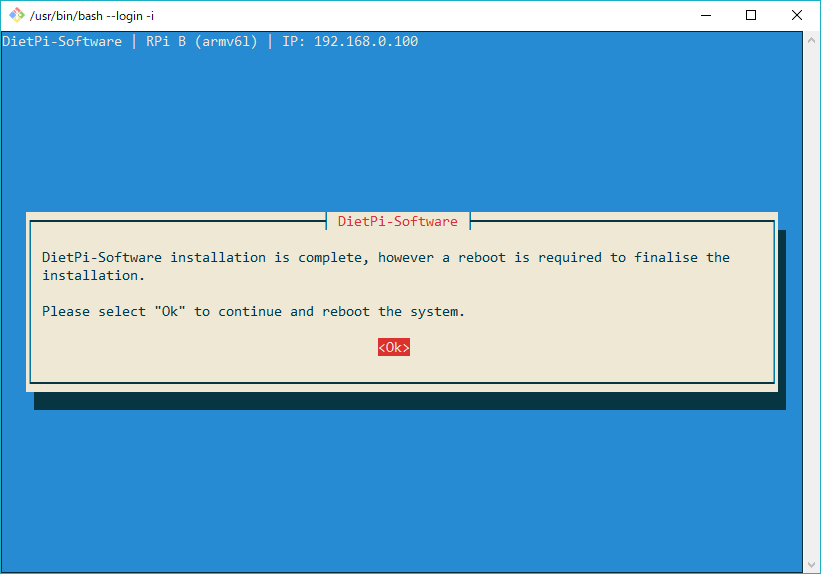 /usr/bin/bash --login -i
DietPi-Software | RPi B (armv6l) | IP: 192.168.0.100
DietPi-Software
DietPi-Software installation is complete, however a reboot is required to finalise the
installation.
Please select "Ok" to continue and reboot the system.
<Ok>